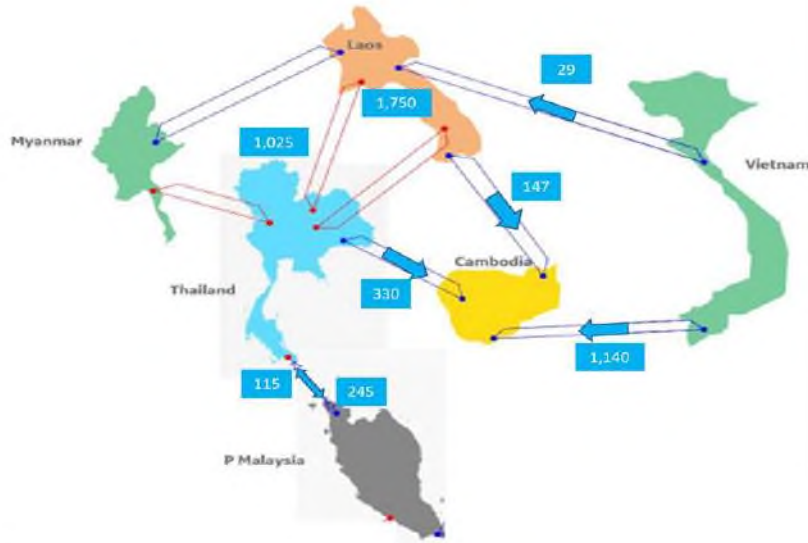 Laos
29
1,750
Myanmar
1,025
Vietnam
147
Cambodia
Thailand
330
1,140
115
245
P Malaysia